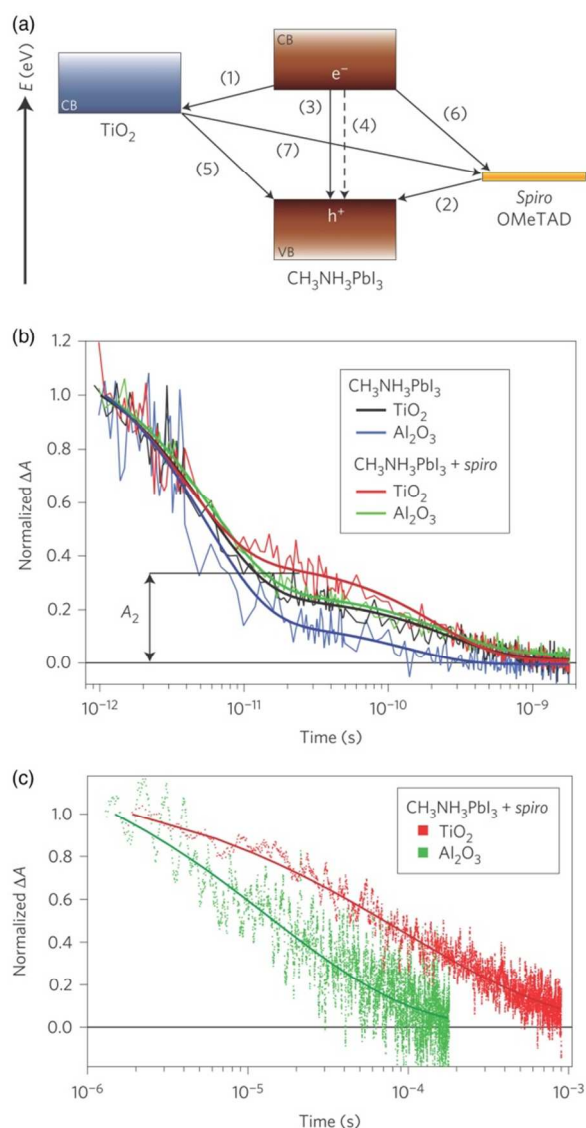 (a)
E (eV)
CB
TiO₂
CB
e⁻
(1)
(3)
(4)
(6)
(5)
(7)
(2)
h⁺
VB
CH₃NH₃PbI₃
Spiro
OMeTAD
(b)
Normalized ΔA
1.2
1.0
0.8
0.6
0.4
0.2
0.0
A₂
CH₃NH₃PbI₃
TiO₂
Al₂O₃
CH₃NH₃PbI₃ + spiro
TiO₂
Al₂O₃
10⁻¹² 10⁻¹¹ 10⁻¹⁰ 10⁻⁹
Time (s)
(c)
Normalized ΔA
1.0
0.8
0.6
0.4
0.2
0.0
CH₃NH₃PbI₃ + spiro
TiO₂
Al₂O₃
10⁻⁶ 10⁻⁵ 10⁻⁴ 10⁻³
Time (s)